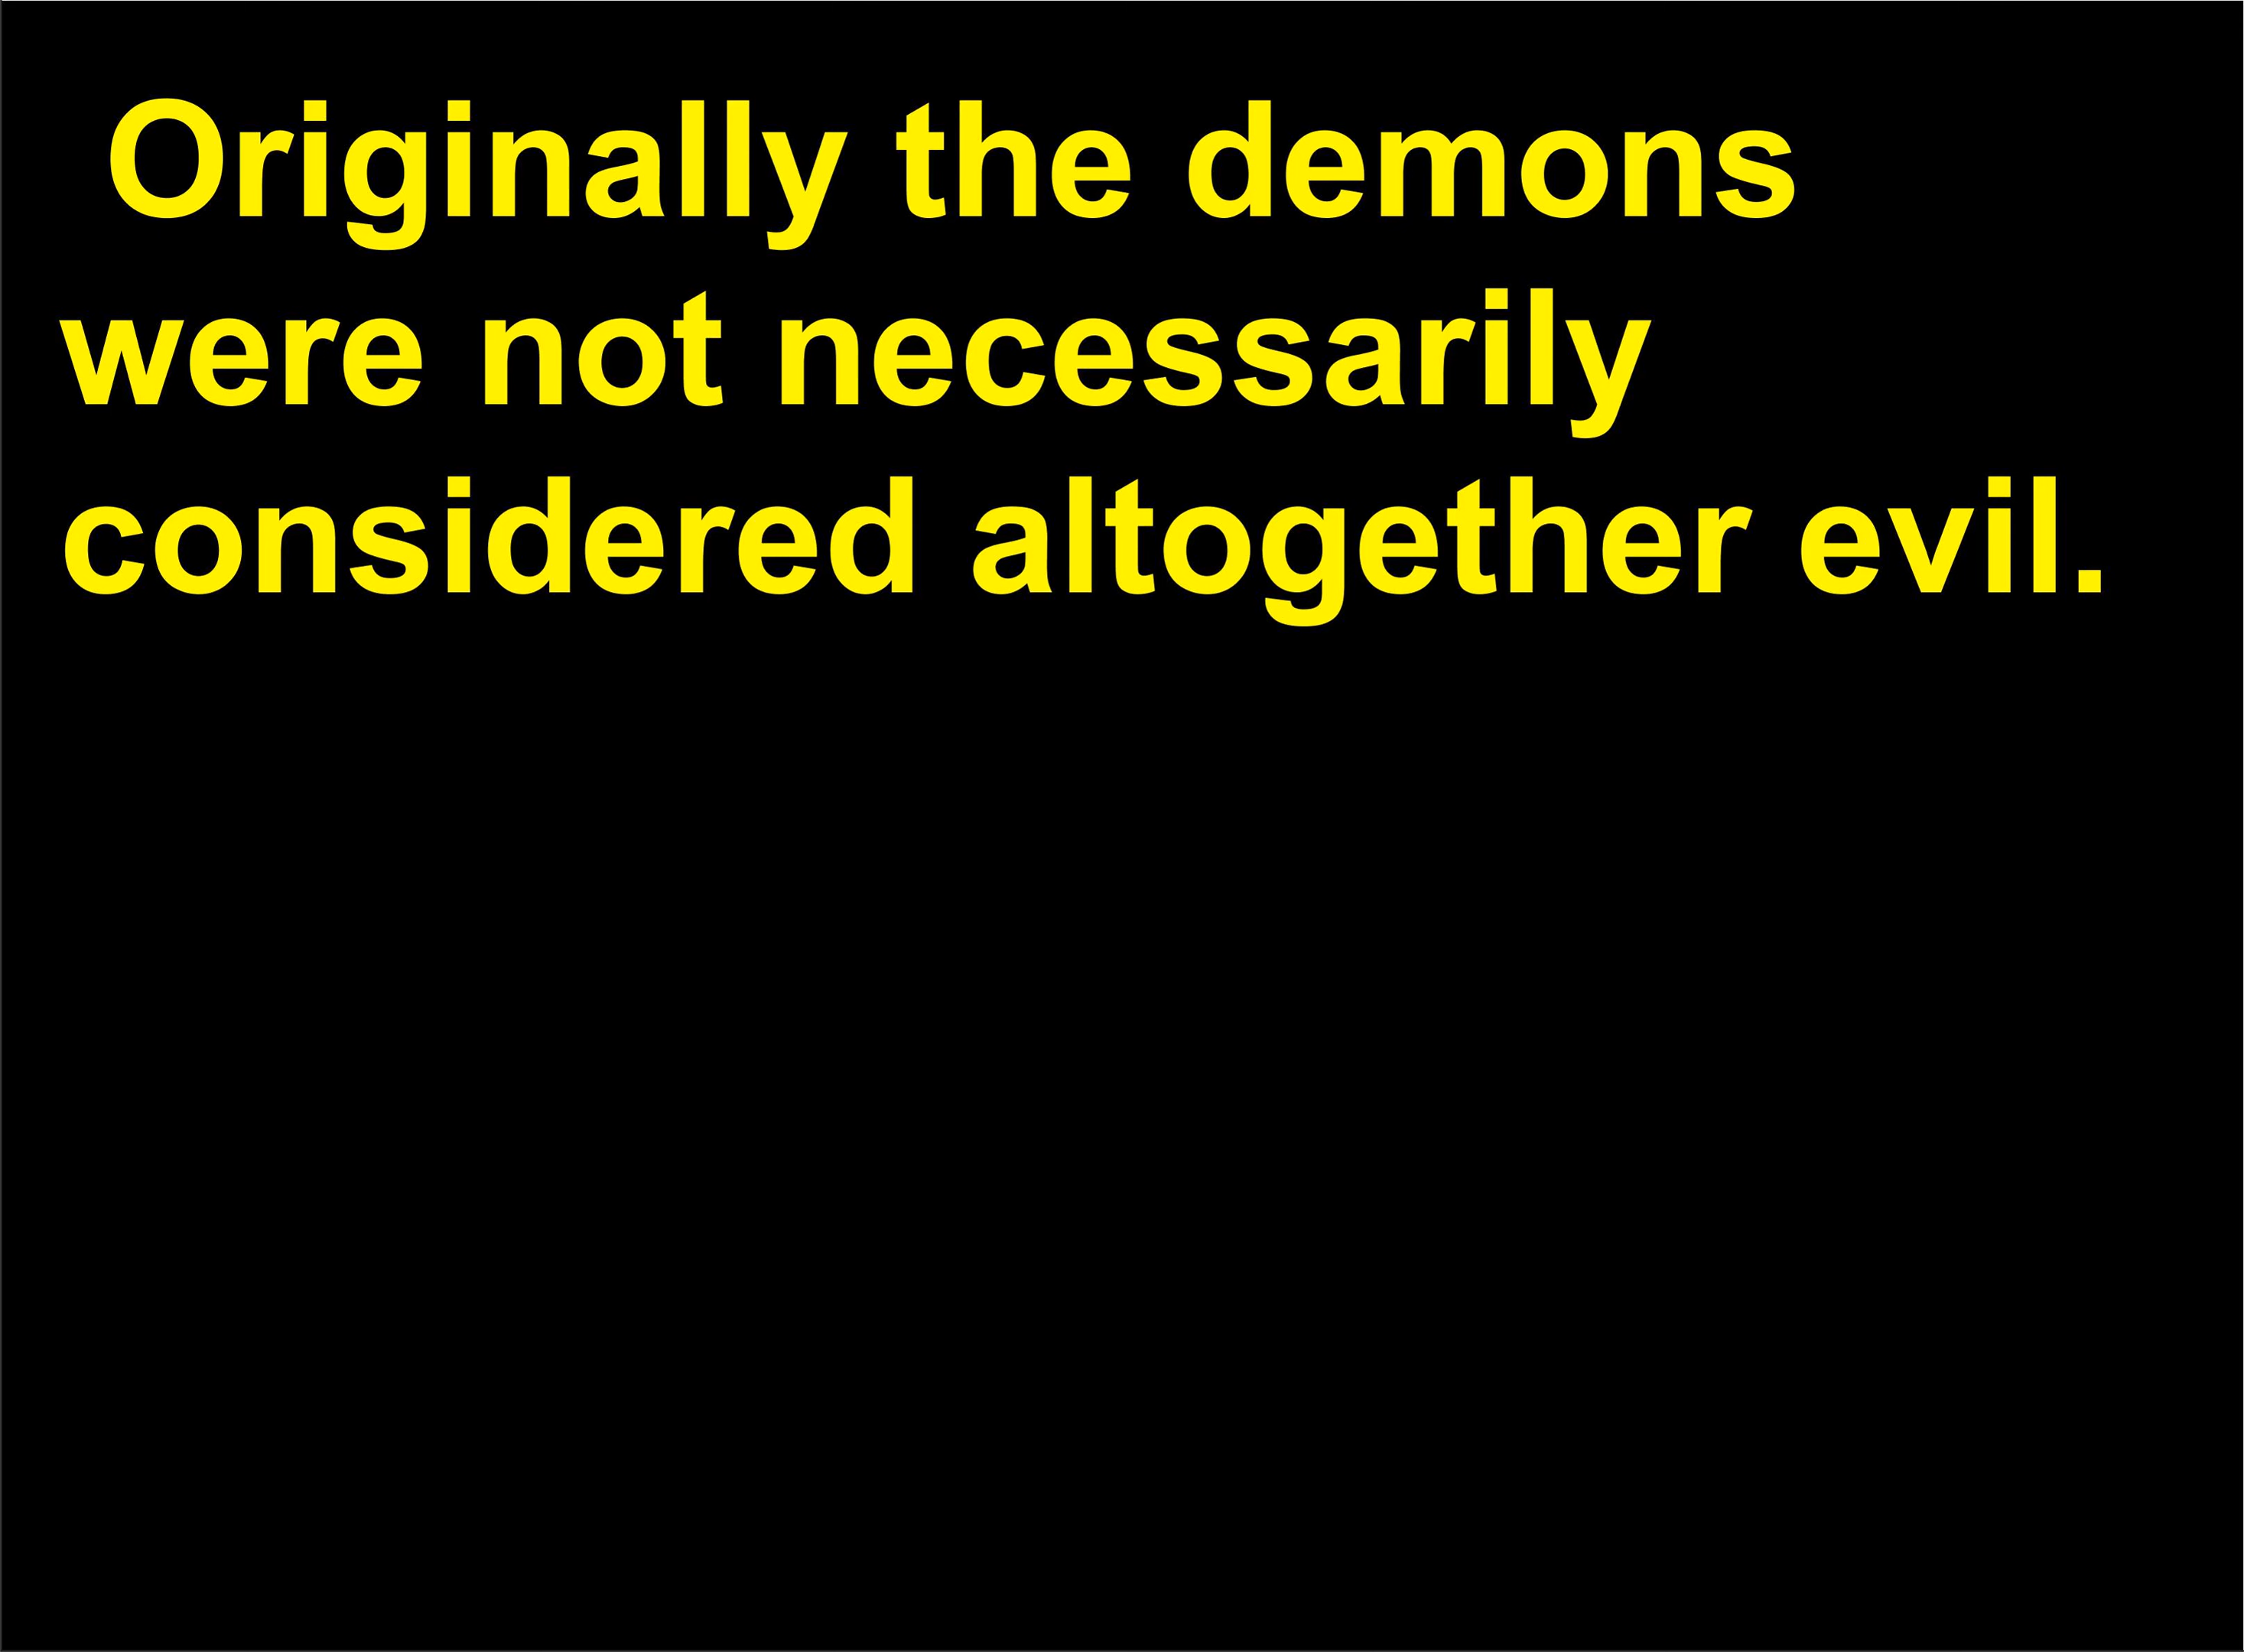 Originally the demons
were not necessarily
considered altogether evil.